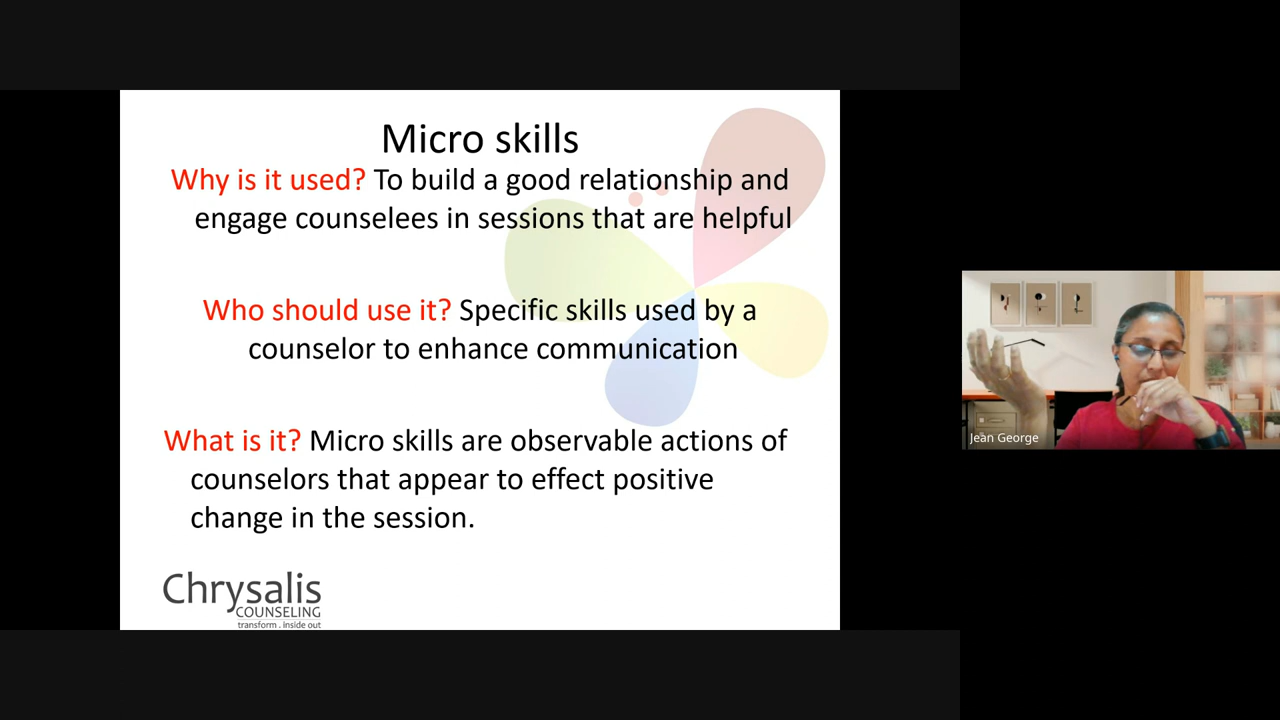 Micro skills
Why is it used? To build a good relationship and
engage counselees in sessions that are helpful
Who should use it? Specific skills used by a
counselor to enhance communication
What is it? Micro skills are observable actions of
counselors that appear to effect positive
change in the session.
Chrysalis
COUNSELING
transform . inside out
Jean George